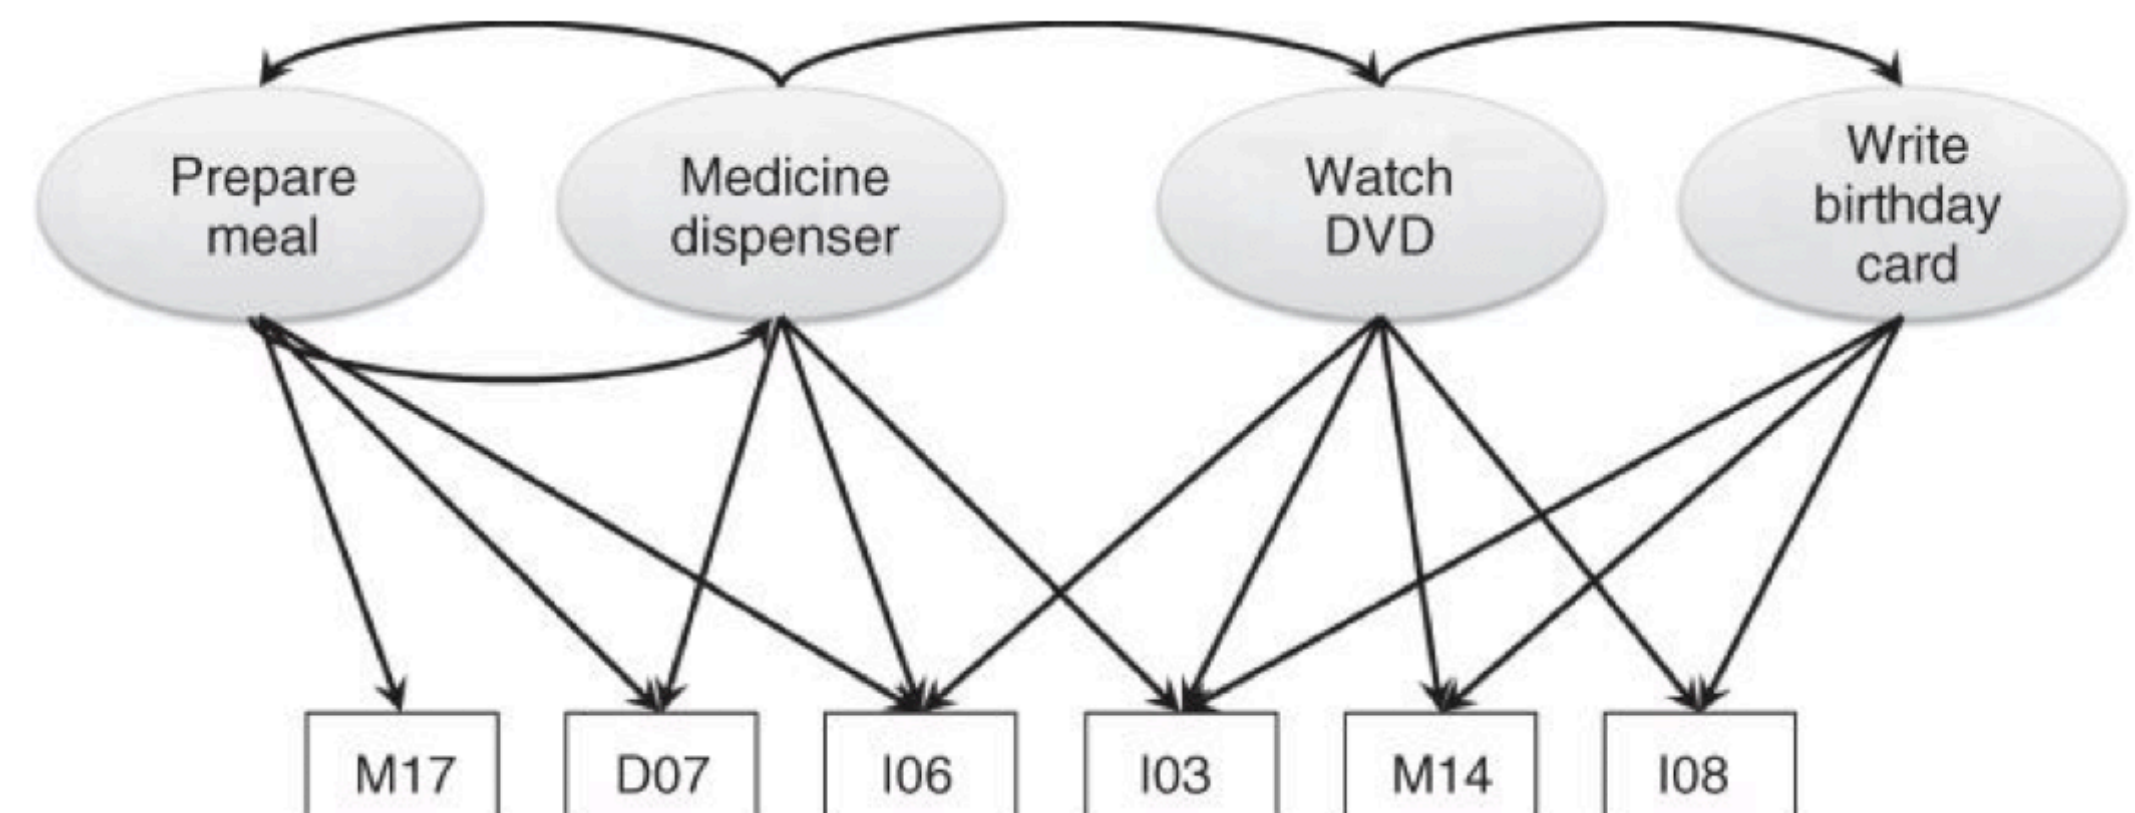 Prepare
meal
Medicine
dispenser
Watch
DVD
Write
birthday
card
M17
D07
I06
I03
M14
I08